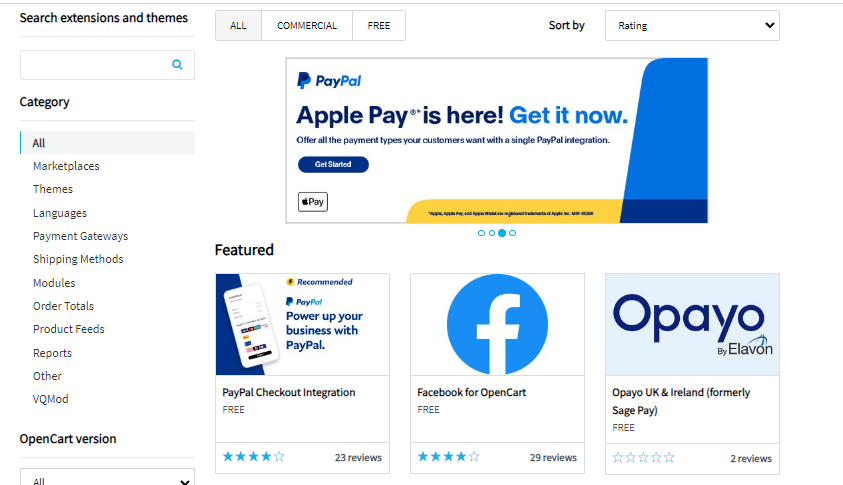 Search extensions and themes
ALL
COMMERCIAL
FREE
Sort by
Rating
Category
All
Marketplaces
Themes
Languages
Payment Gateways
Shipping Methods
Modules
Order Totals
Product Feeds
Reports
Other
VQMod
OpenCart version
All
PayPal
Apple Pay®* is here! Get it now.
Offer all the payment types your customers want with a single PayPal integration.
Get Started
Pay
Featured
Recommended
PayPal
Power up your
business with
PayPal.
PayPal Checkout Integration
FREE
23 reviews
Facebook for OpenCart
FREE
29 reviews
Opayo
By Elavon
Opayo UK & Ireland (formerly
Sage Pay)
FREE
2 reviews